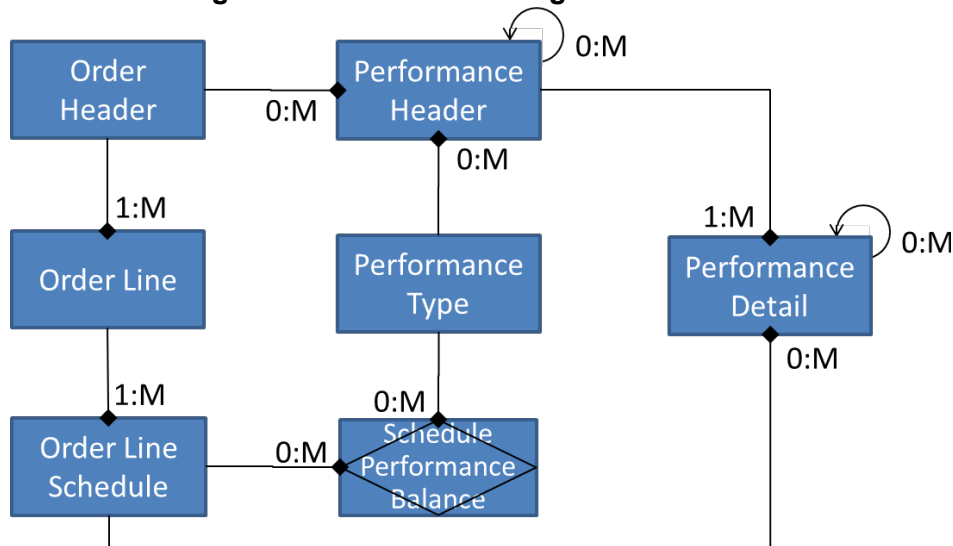 Order
Header
0:M
Performance
Header
0:M
0:M
1:M
1:M
0:M
Order Line
Performance
Type
Performance
Detail
0:M
1:M
0:M
Order Line
Schedule
0:M
Schedule
Performance
Balance